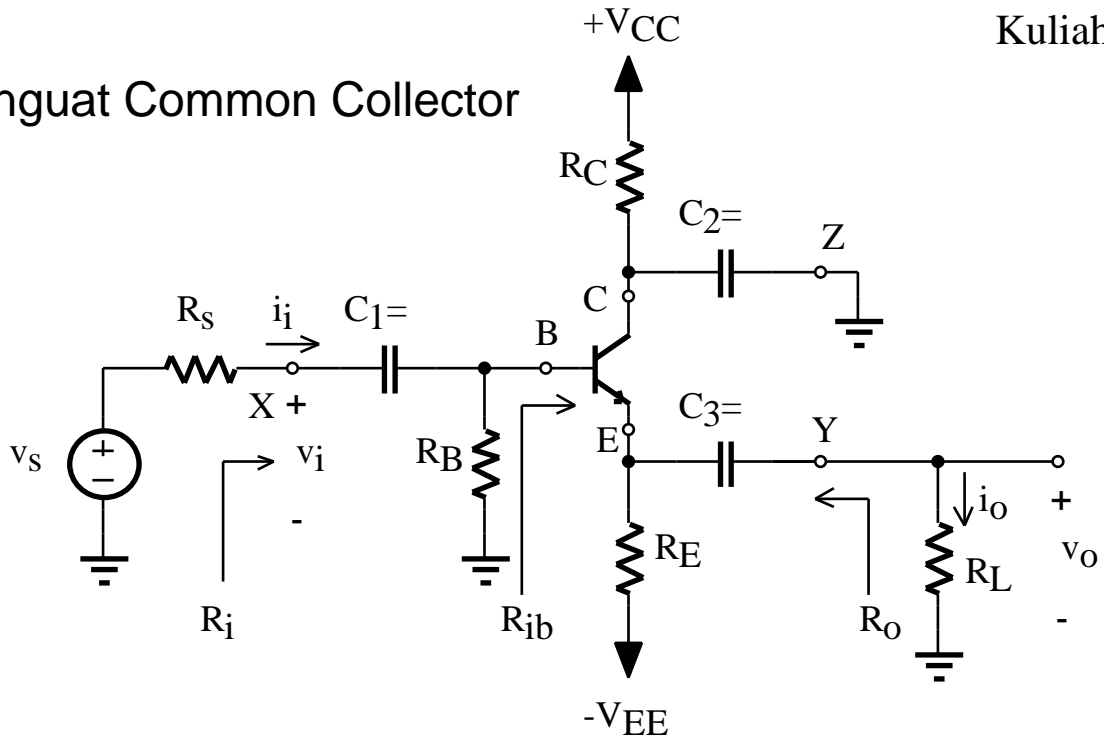 +VCC
Kuliah
nguat Common Collector
RC
C2=
Z
C
Rs
ii
C1=
B
X +
C3=
E
Y
vs
+
−
vi
RB
io
+
-
RE
RL
vo
Ri
Rib
Ro
-
-VEE